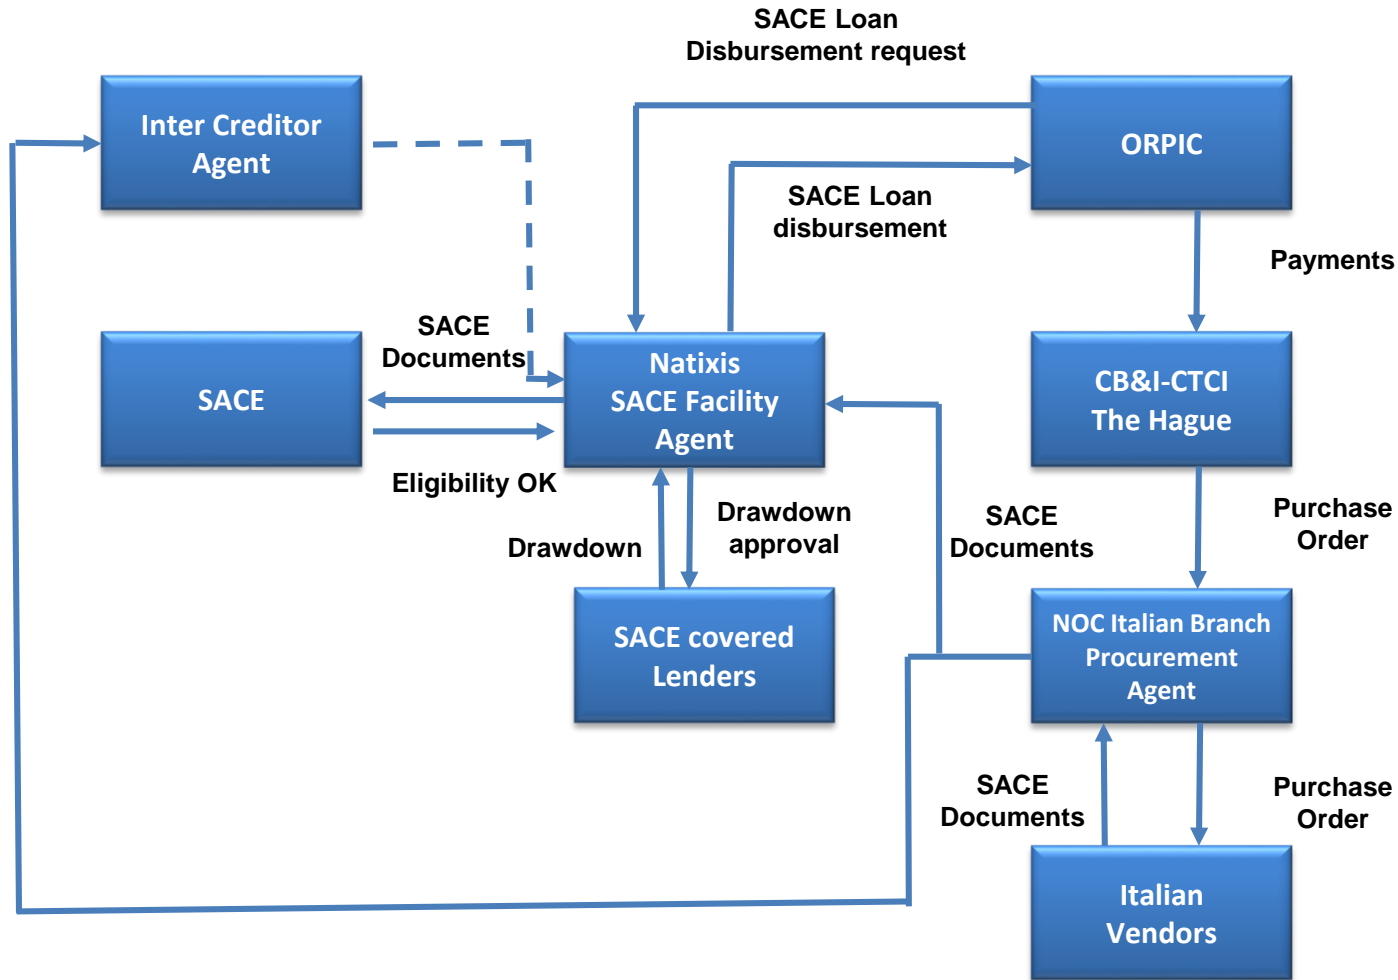 SACE Loan
Disbursement request
Inter Creditor
Agent
ORPIC
SACE Loan
disbursement
Payments
SACE
Documents
SACE
Natixis
SACE Facility
Agent
CB&I-CTCI
The Hague
Eligibility OK
Drawdown
Drawdown
approval
SACE
Documents
Purchase
Order
SACE covered
Lenders
NOC Italian Branch
Procurement
Agent
SACE
Documents
Purchase
Order
Italian
Vendors